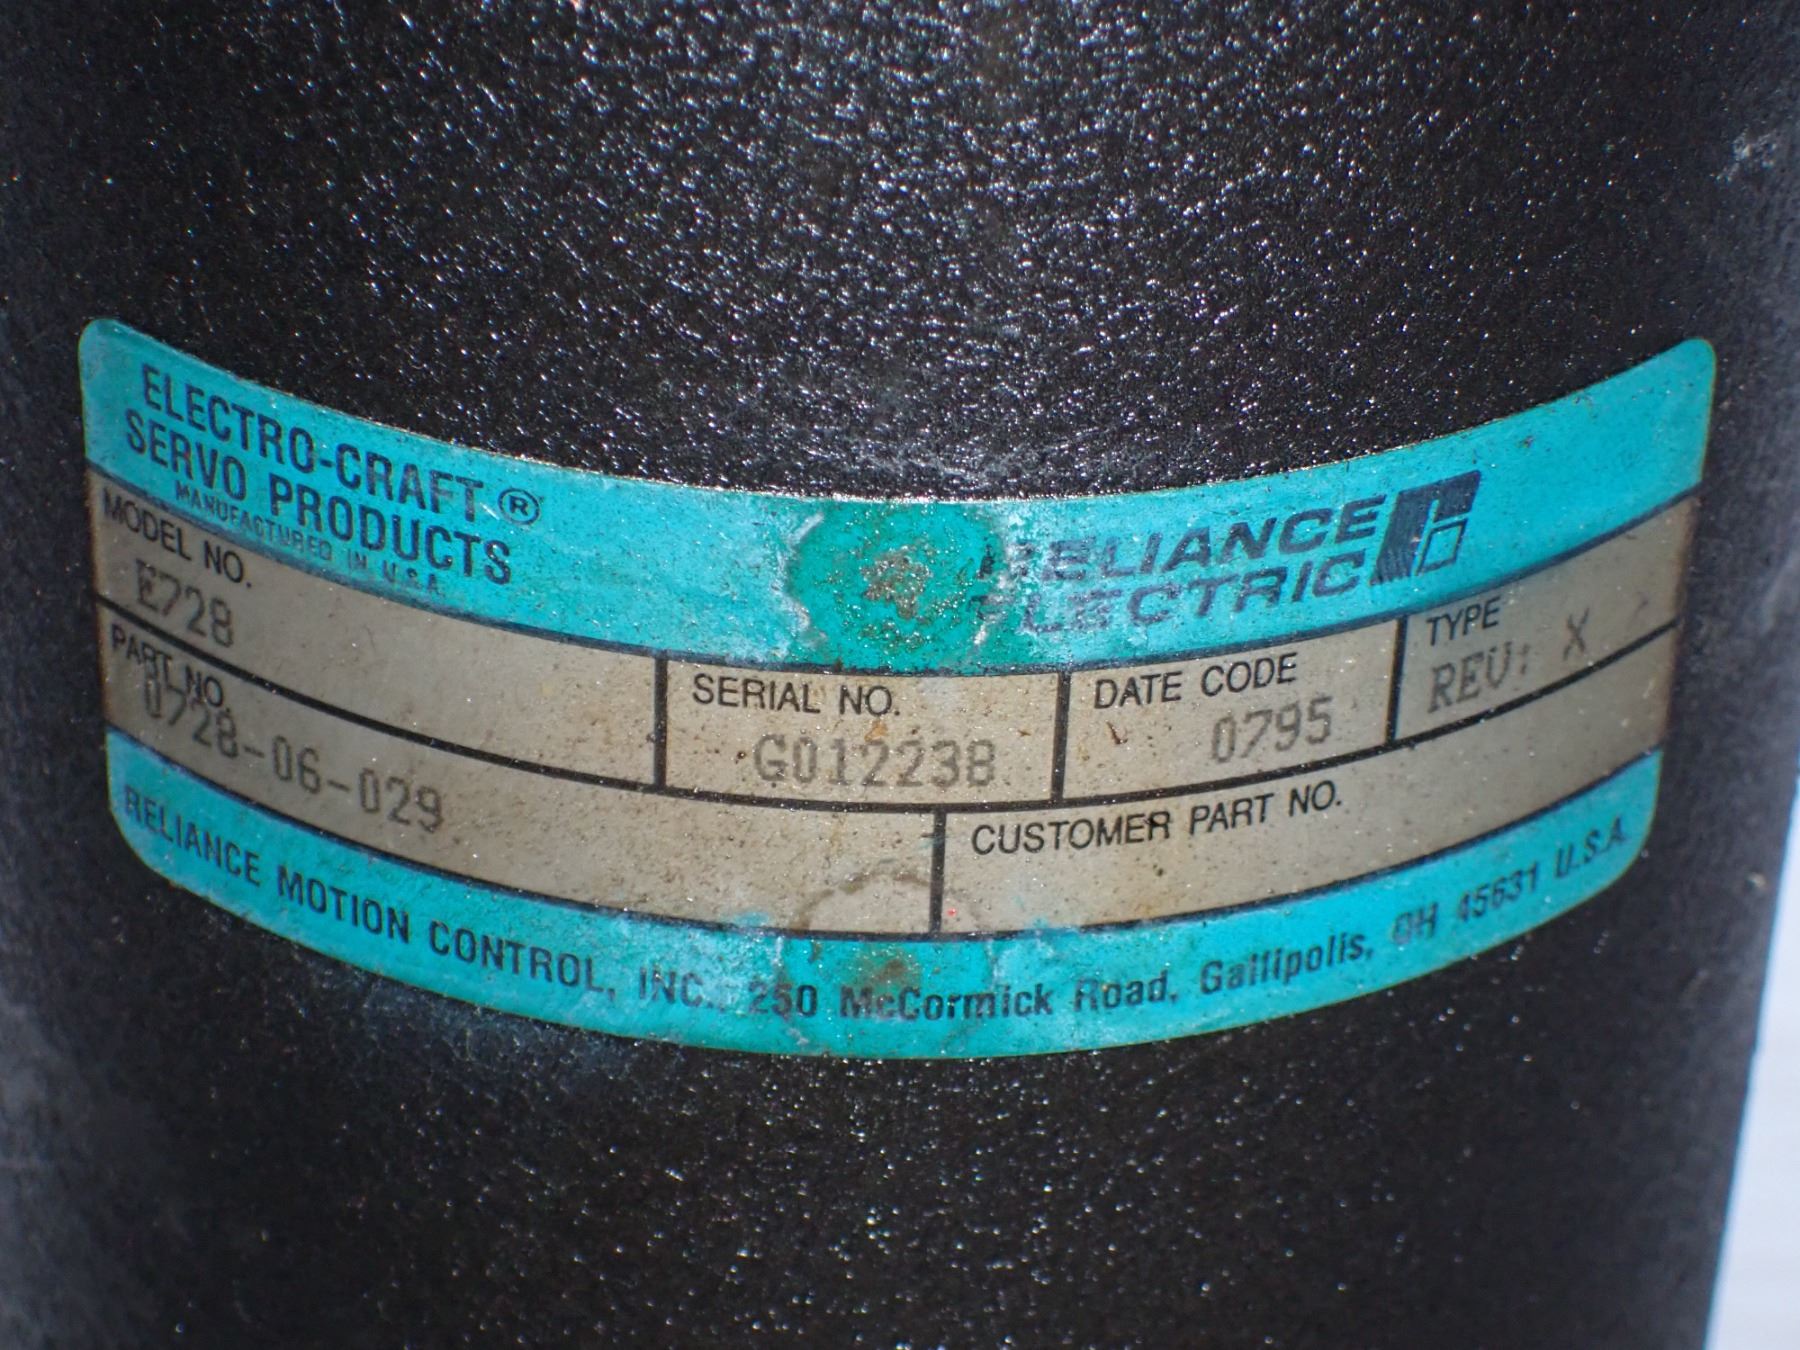 ELECTRO-CRAFT®
SERVO PRODUCTS
MANUFACTURED IN U.S.A.
RELIANCE
ELECTRIC
MODEL NO.
E728
SERIAL NO.
G012238
DATE CODE
0795
TYPE
REV: X
PART NO.
0728-06-029
CUSTOMER PART NO.
RELIANCE MOTION CONTROL, INC. 250 McCormick Road, Gallipolis, OH 45631 U.S.A.